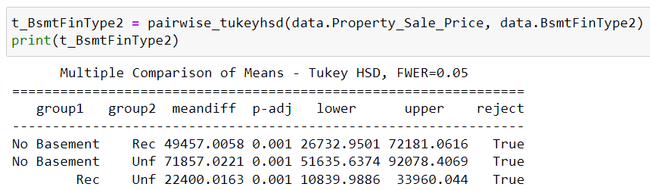 t_BsmtFinType2 = pairwise_tukeyhsd(data.Property_Sale_Price, data.BsmtFinType2)
print(t_BsmtFinType2)
Multiple Comparison of Means - Tukey HSD, FWER=0.05
================================================================
group1 group2 meandiff p-adj lower upper reject
----------------------------------------------------------------
No Basement Rec 49457.0058 0.001 26732.9501 72181.0616 True
No Basement Unf 71857.0221 0.001 51635.6374 92078.4069 True
Rec Unf 22400.0163 0.001 10839.9886 33960.044 True